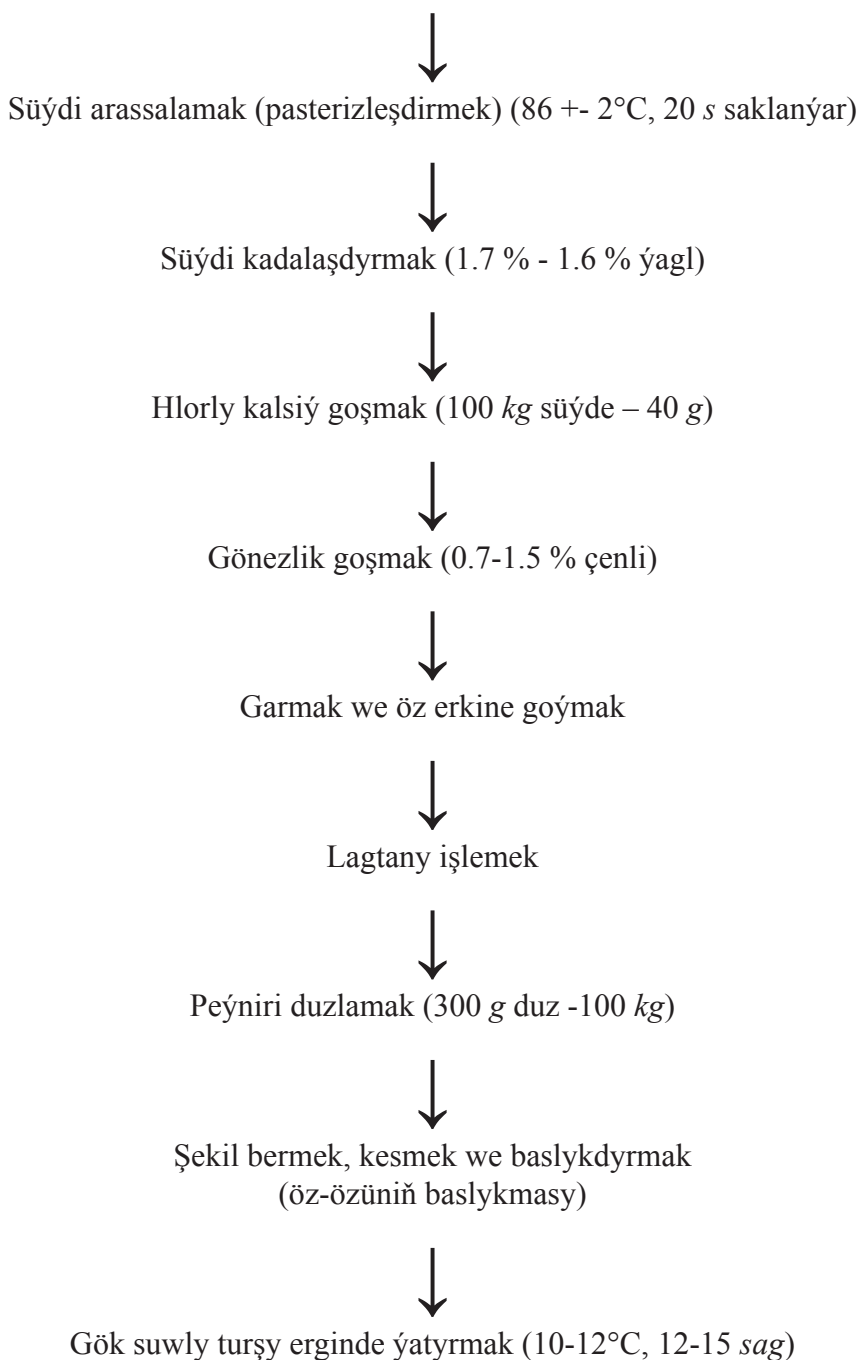 Süýdi arassalamak (pasterizleşdirmek) (86 +- 2°C, 20 s saklanýar)
Süýdi kadalaşdyrmak (1.7 % - 1.6 % ýagl)
Hlorly kalsiý goşmak (100 kg süýde – 40 g)
Gönezlik goşmak (0.7-1.5 % çenli)
Garmak we öz erkine goýmak
Lagtany işlemek
Peýniri duzlamak (300 g duz -100 kg)
Şekil bermek, kesmek we baslykdyrmak
(öz-özüniň baslykmasy)
Gök suwly turşy erginde ýatyrmak (10-12°C, 12-15 sag)